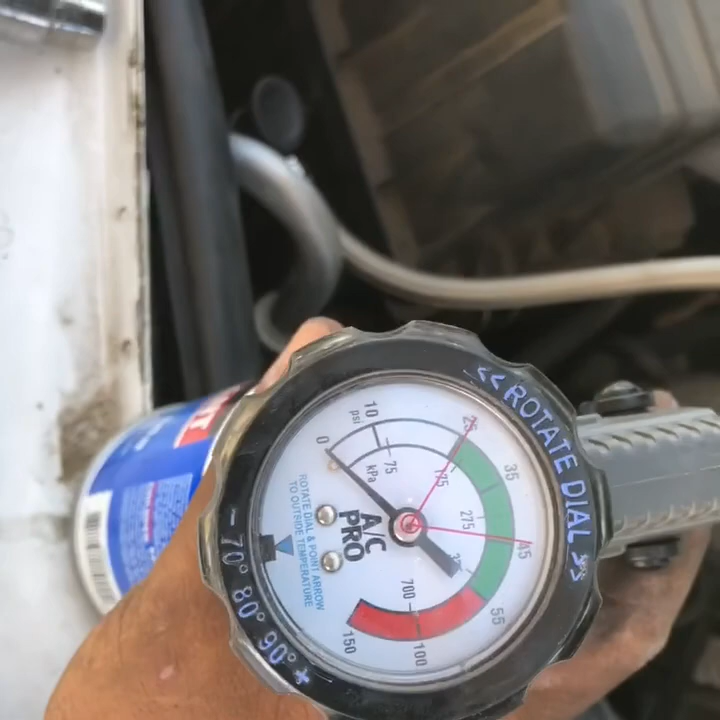 << ROTATE DIAL >>
10
psi
0
75
kPa
25
35
275
45
55
700
100
150
A/C
PRO
ROTATE DIAL & POINT ARROW
TO OUTSIDE TEMPERATURE
- 70° 80° 90° +